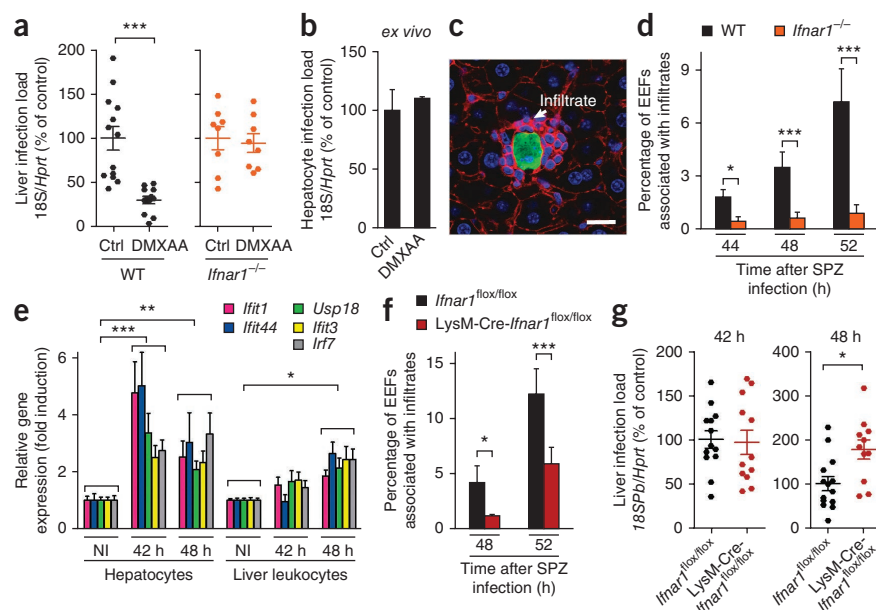 a
***
Liver infection load
18S/Hprt (% of control)
200
150
100
50
0
Ctrl DMXAA
WT
Ctrl DMXAA
Ifnar1−/−
b
ex vivo
Hepatocyte infection load
18S/Hprt (% of control)
150
100
50
0
Ctrl
DMXAA
c
Infiltrate
d
WT
Ifnar1−/−
Percentage of EEFs
associated with infiltrates
9
6
3
0
*
***
***
44 48 52
Time after SPZ
infection (h)
e
Ifit1
Ifit44
Usp18
Ifit3
Irf7
Relative gene
expression (fold induction)
6
4
2
0
**
***
*
NI 42 h 48 h
Hepatocytes
NI 42 h 48 h
Liver leukocytes
f
Ifnar1flox/flox
LysM-Cre-Ifnar1flox/flox
Percentage of EEFs
associated with infiltrates
15
10
5
0
*
***
48 52
Time after SPZ
infection (h)
g
42 h
48 h
*
Liver infection load
18SPb/Hprt (% of control)
200
150
100
50
0
400
300
200
100
0
Ifnar1flox/flox
LysM-Cre-
Ifnar1flox/flox
Ifnar1flox/flox
LysM-Cre-
Ifnar1flox/flox